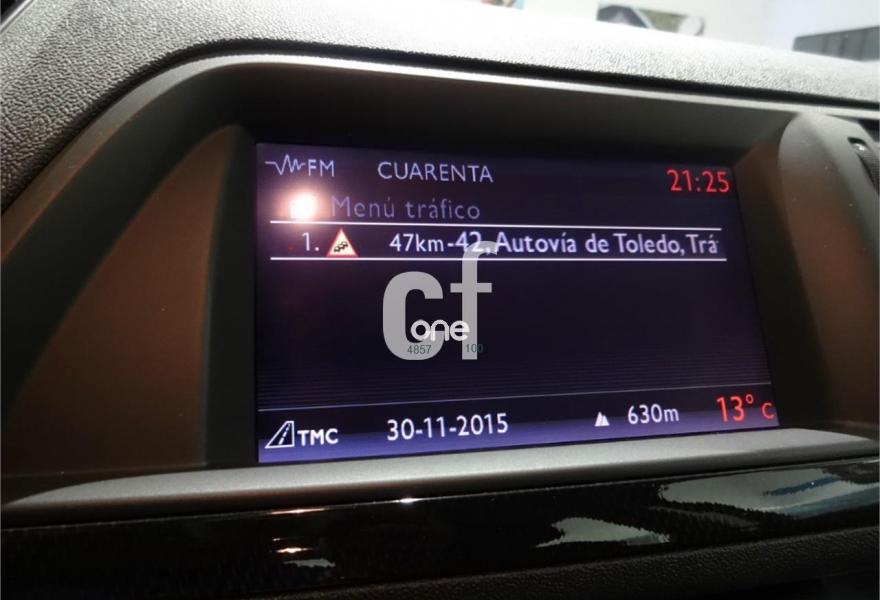 FM CUARENTA 21:25
Menú tráfico
1. 47km-42, Autovía de Toledo, Trá
cf
one
4857 100
TMC 30-11-2015 630m 13° C